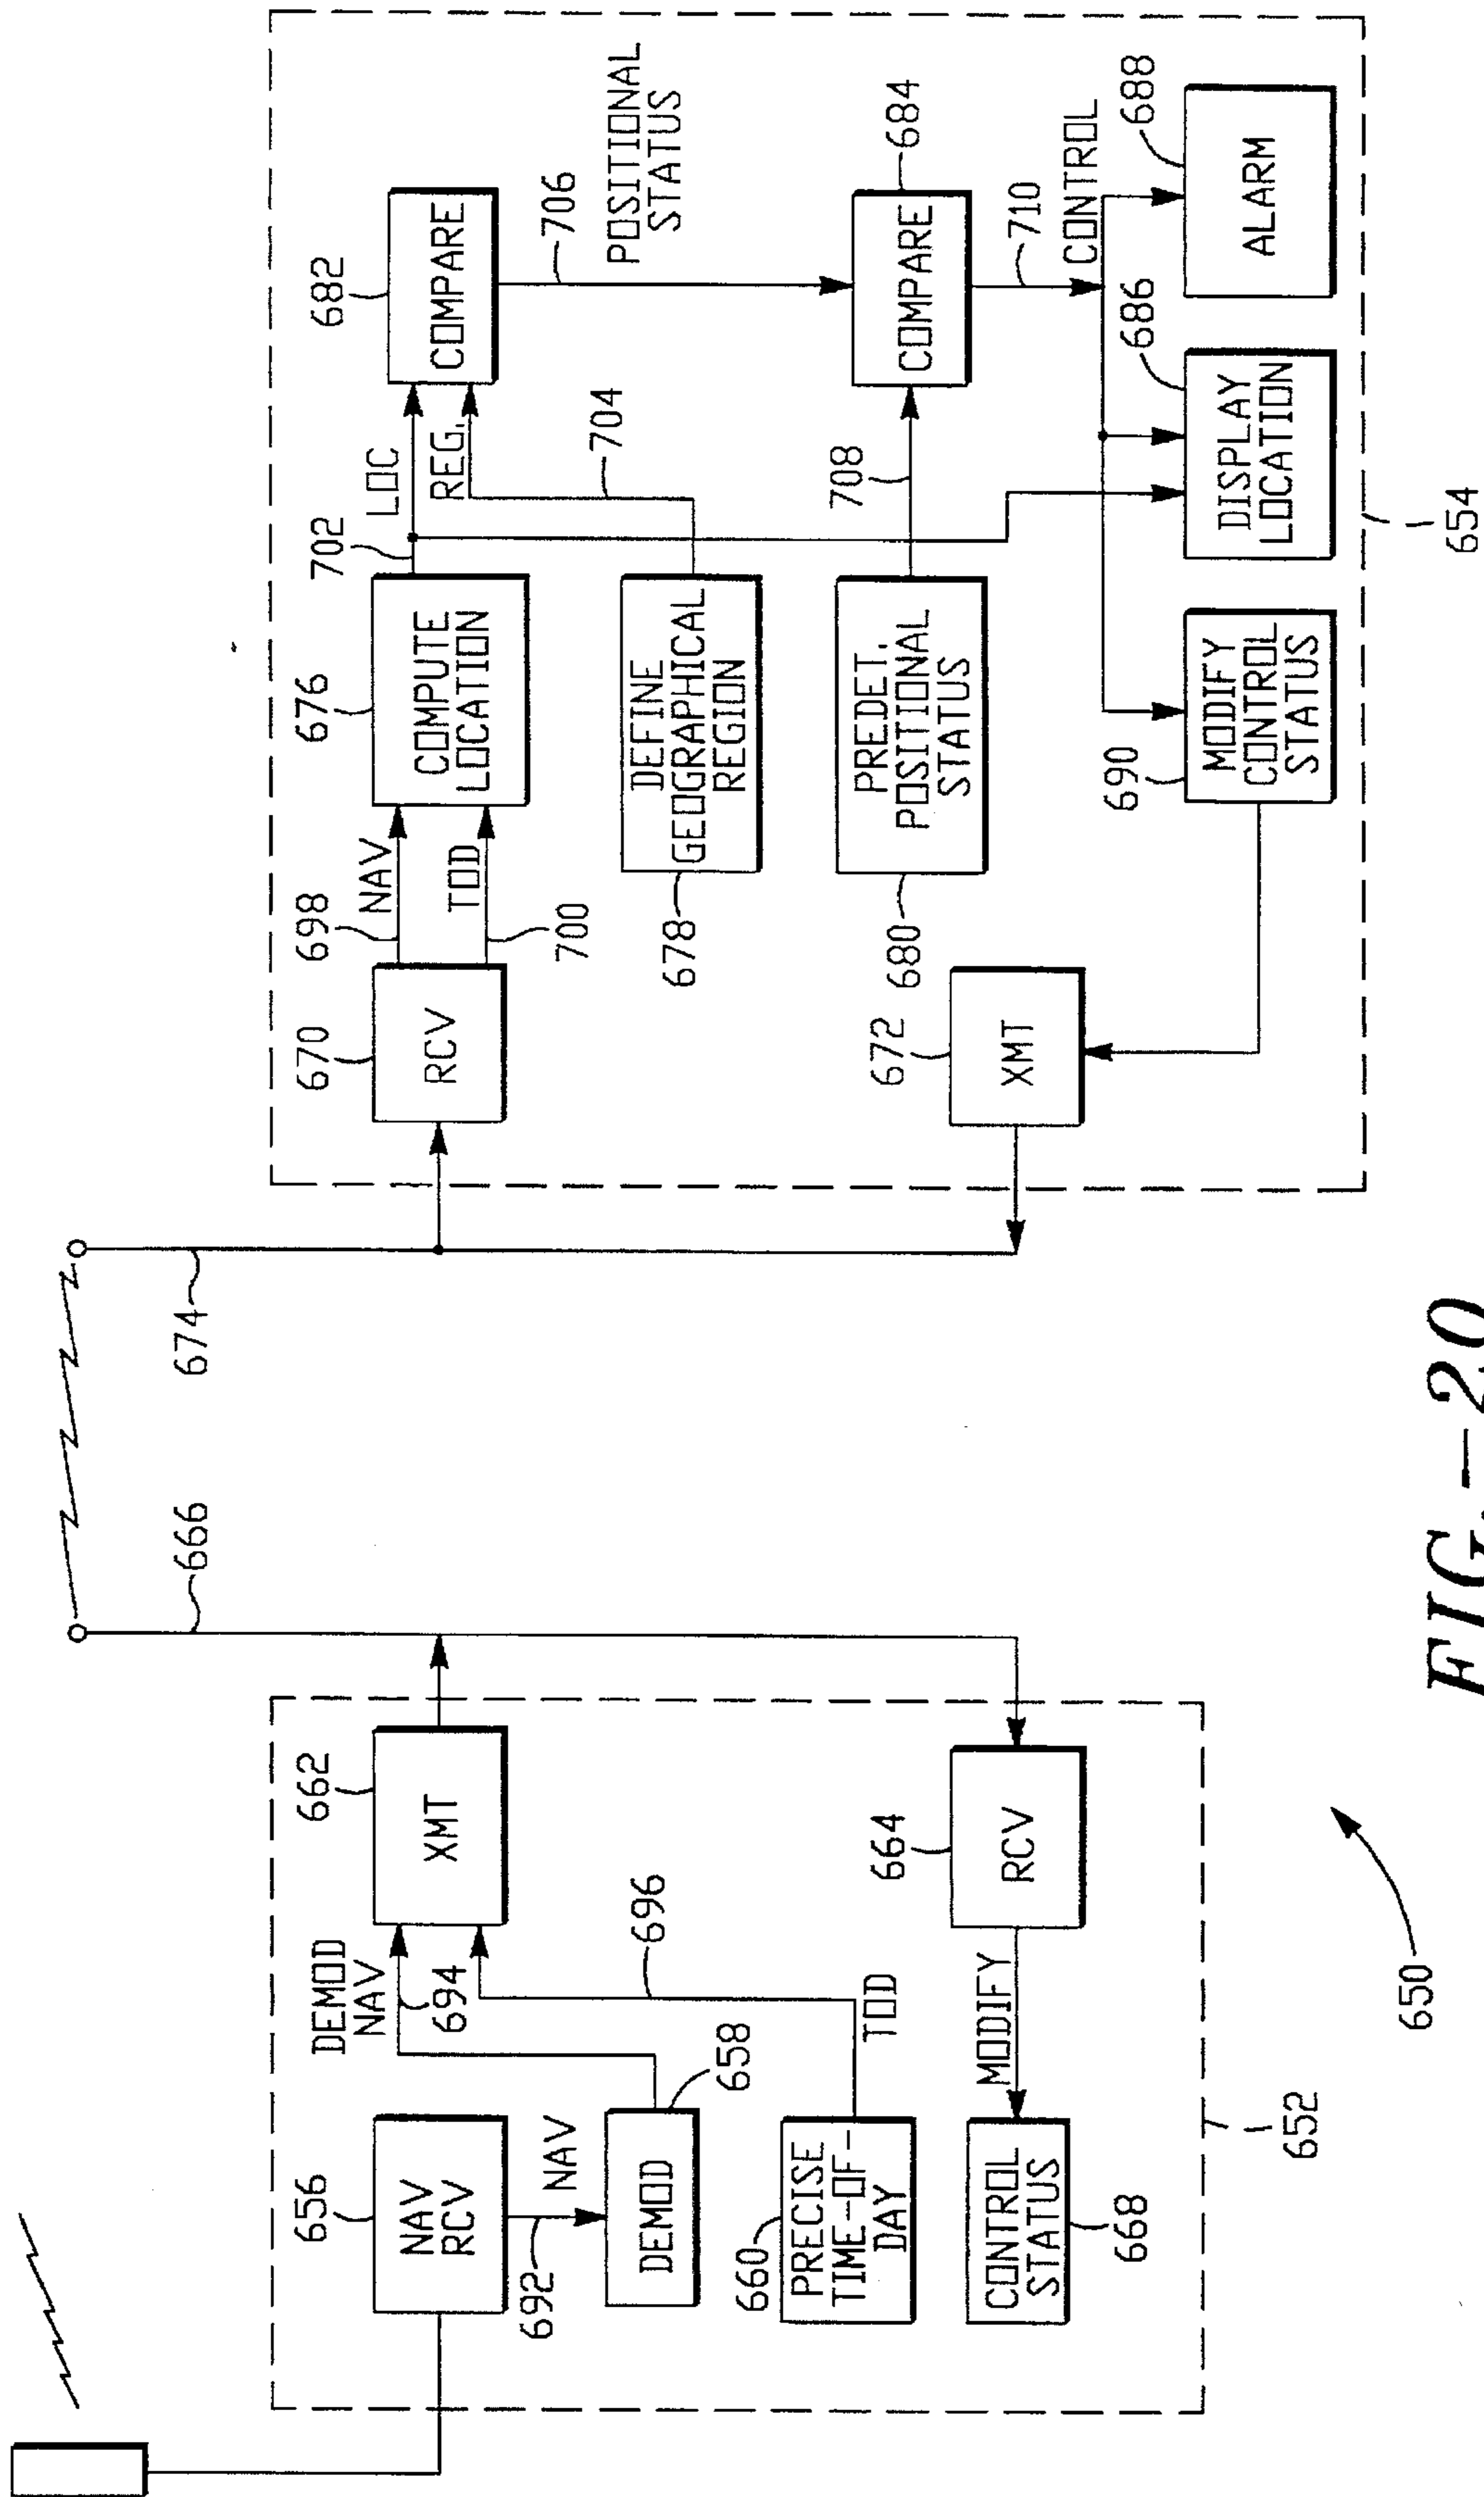 656
NAV
RCV
692
NAV
DEMOD
658
DEMOD
NAV
694
662
XMT
660
PRECISE
TIME-OF-
DAY
TOD
696
CONTROL
STATUS
668
MODIFY
664
RCV
652
650
666
674
670
RCV
698
NAV
TOD
700
676
COMPUTE
LOCATION
702
LOC
REG.
704
682
COMPARE
706
POSITIONAL
STATUS
678
DEFINE
GEOGRAPHICAL
REGION
680
PREDET.
POSITIONAL
STATUS
708
COMPARE
684
710
CONTROL
672
XMT
690
MODIFY
CONTROL
STATUS
686
DISPLAY
LOCATION
688
ALARM
654
FIG.-20